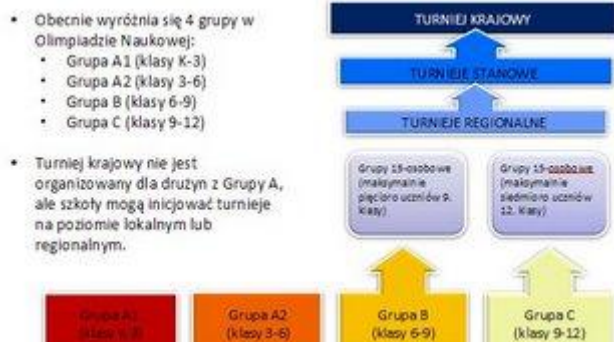 Obecnie wyróżnia się 4 grupy w
Olimpiadzie Naukowej:
Grupa A1 (klasy K-3)
Grupa A2 (klasy 3-6)
Grupa B (klasy 6-9)
Grupa C (klasy 9-12)
Turniej krajowy nie jest
organizowany dla drużyn z Grupy A,
ale szkoły mogą inicjować turnieje
na poziomie lokalnym lub
regionalnym.
TURNIEJ KRAJOWY
TURNIEJE STANOWE
TURNIEJE REGIONALNE
Grupy 15-osobowe
(maksymalnie
pięcioro uczniów 9.
klasy)
Grupy 15-osobowe
(maksymalnie
siedmioro uczniów
12. klasy)
Grupa A1
(klasy K-3)
Grupa A2
(klasy 3-6)
Grupa B
(klasy 6-9)
Grupa C
(klasy 9-12)